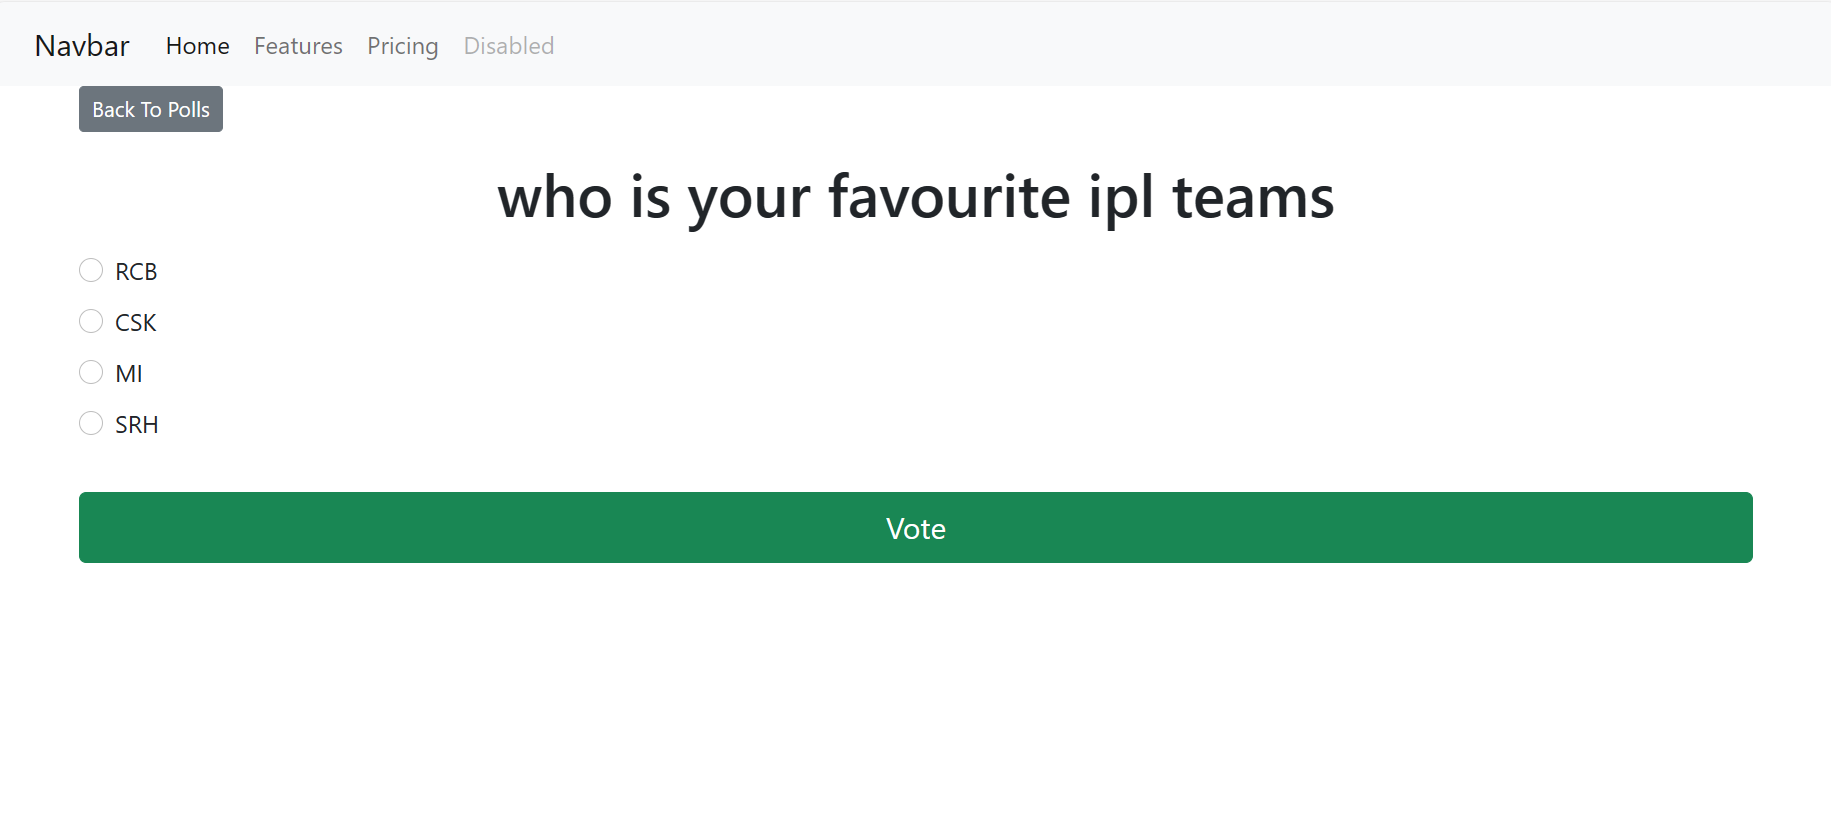 Navbar Home Features Pricing Disabled
Back To Polls
who is your favourite ipl teams
RCB
CSK
MI
SRH
Vote